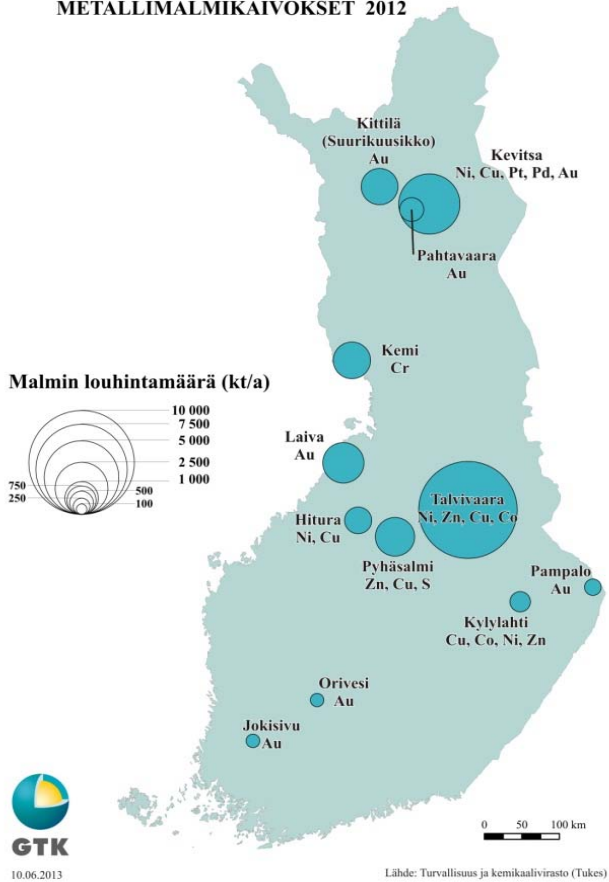 METALLIMALMIKAIVOKSET 2012
Kittilä
(Suurikuusikko)
Au
Kevitsa
Ni, Cu, Pt, Pd, Au
Pahtavaara
Au
Kemi
Cr
Malmin louhintamäärä (kt/a)
10 000
7 500
5 000
2 500
1 000
750
500
250
100
Laiva
Au
Talvivaara
Ni, Zn, Cu, Co
Hitura
Ni, Cu
Pyhäsalmi
Zn, Cu, S
Pampalo
Au
Kylylahti
Cu, Co, Ni, Zn
Orivesi
Au
Jokisivu
Au
GTK
0 50 100 km
10.06.2013
Lähde: Turvallisuus ja kemikaalivirasto (Tukes)